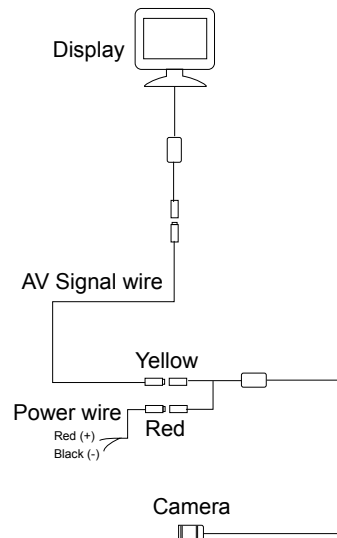 Display
AV Signal wire
Yellow
Power wire
Red
Red (+)
Black (-)
Camera